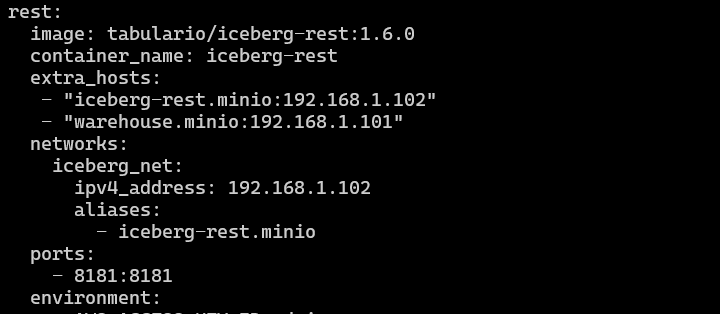 rest:
  image: tabulario/iceberg-rest:1.6.0
  container_name: iceberg-rest
  extra_hosts:
   - "iceberg-rest.minio:192.168.1.102"
   - "warehouse.minio:192.168.1.101"
  networks:
    iceberg_net:
      ipv4_address: 192.168.1.102
      aliases:
        - iceberg-rest.minio
  ports:
    - 8181:8181
  environment: